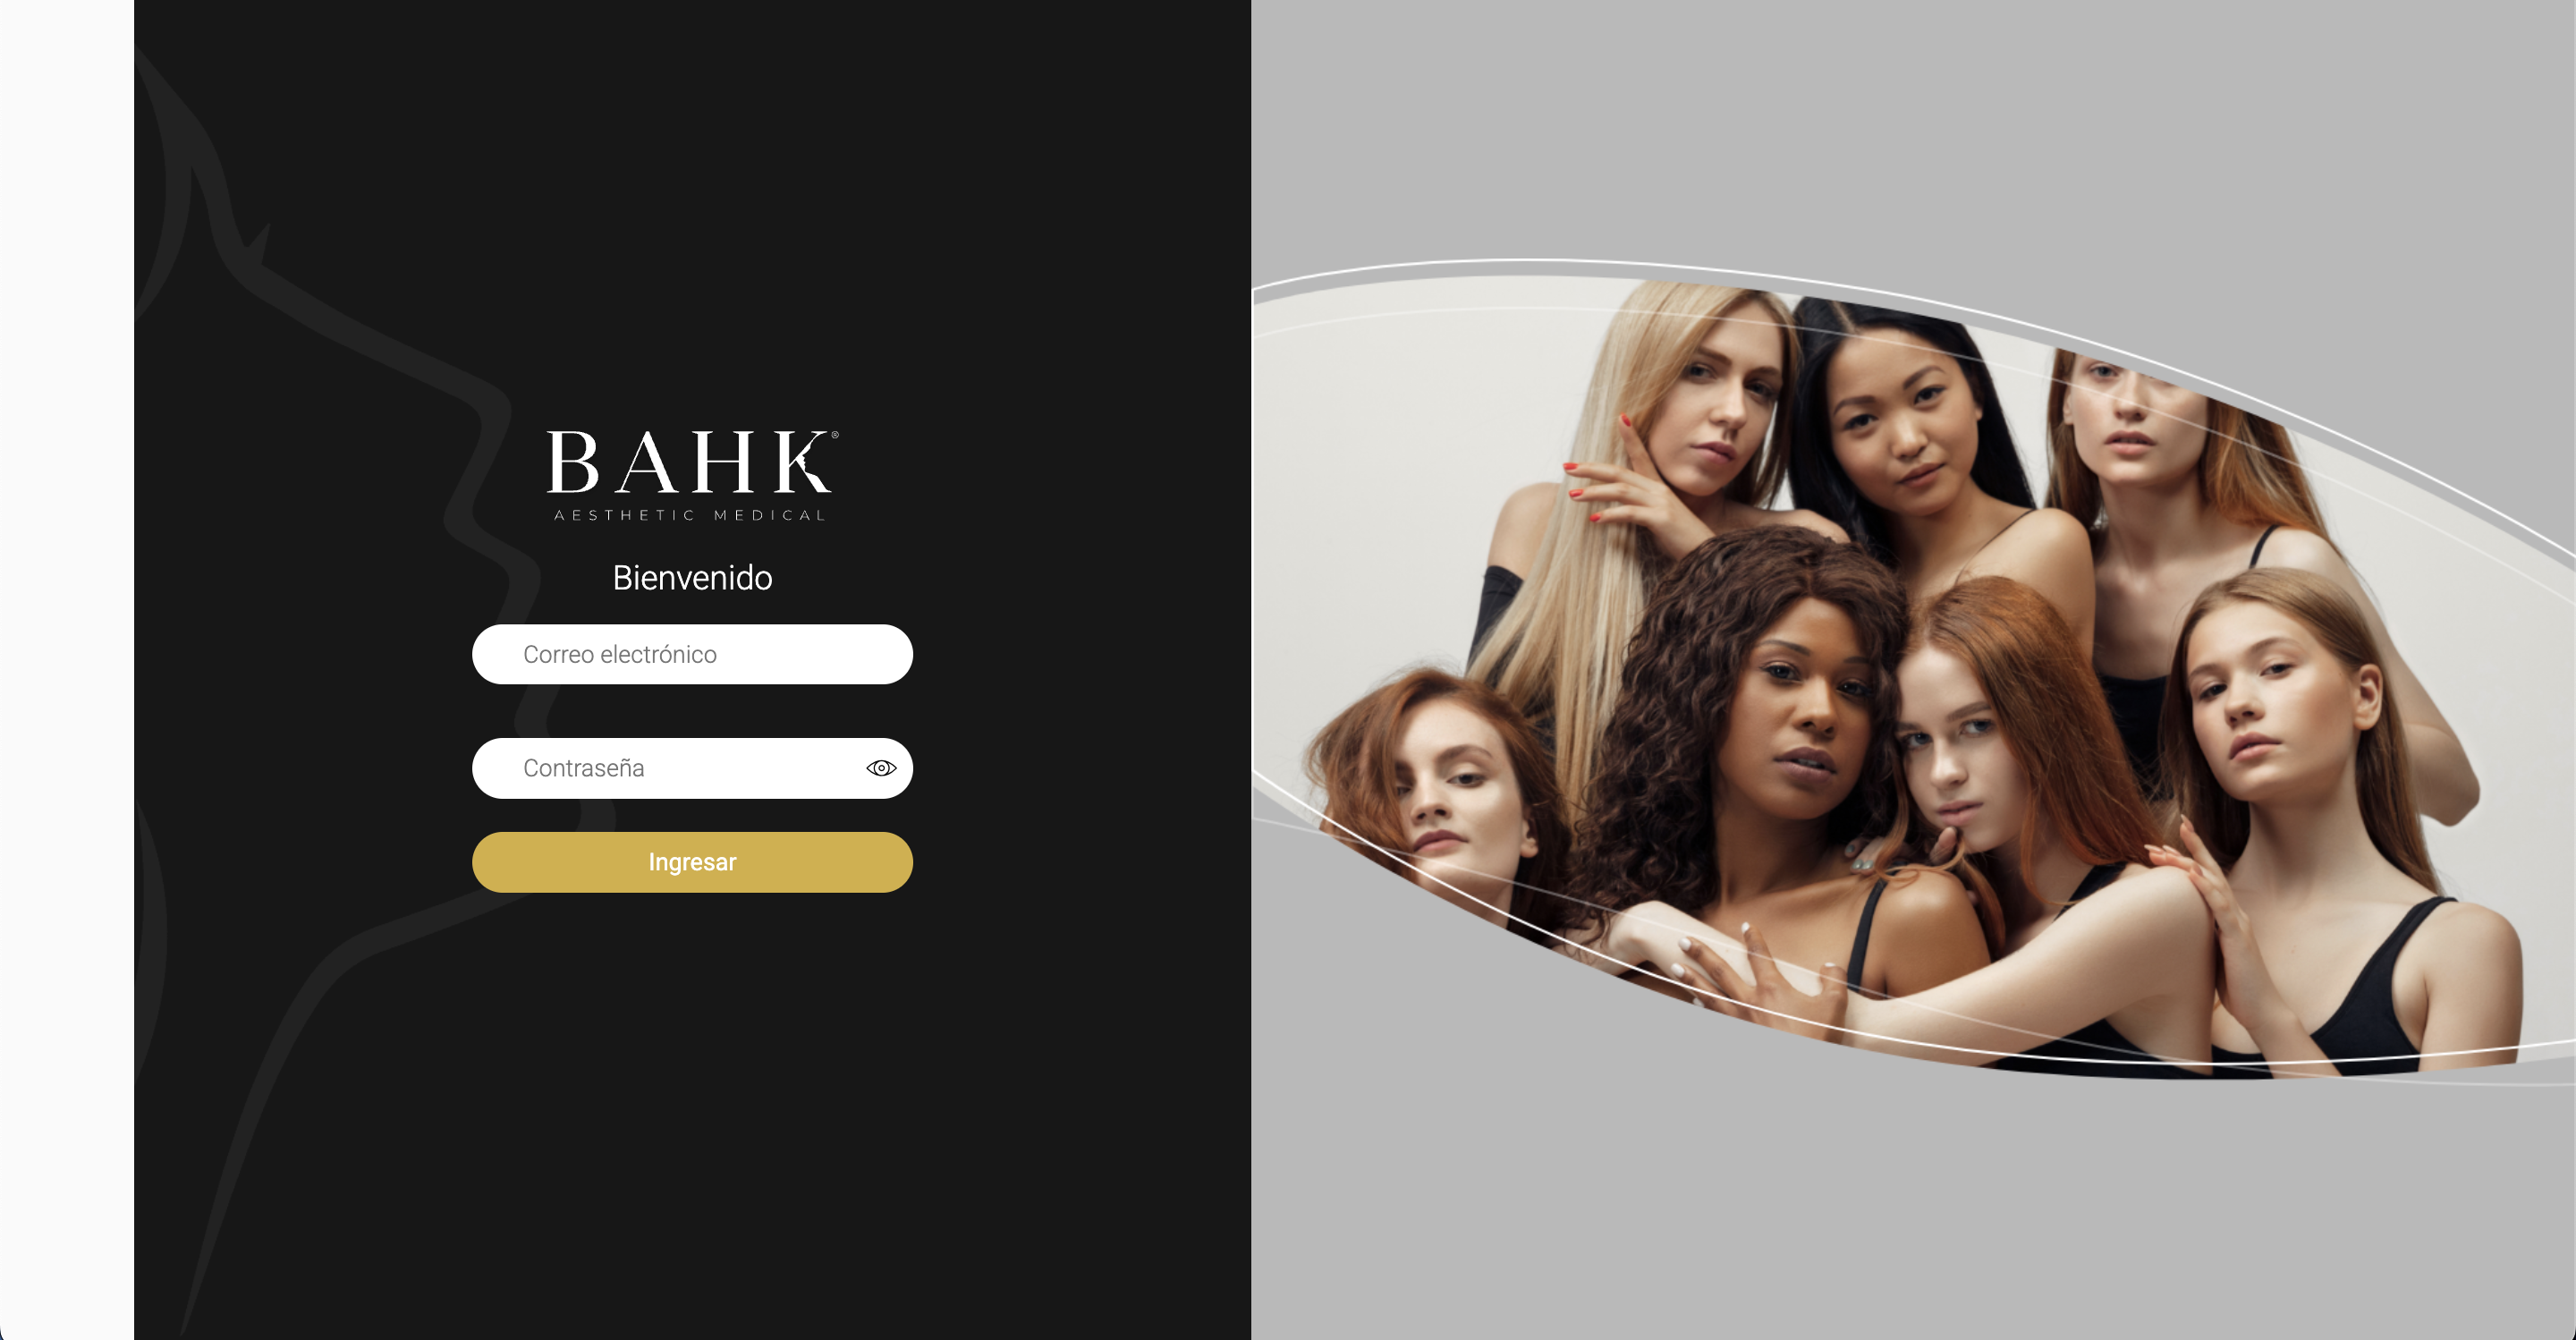 BAHK®
AESTHETIC MEDICAL
Bienvenido
Correo electrónico
Contraseña
Ingresar